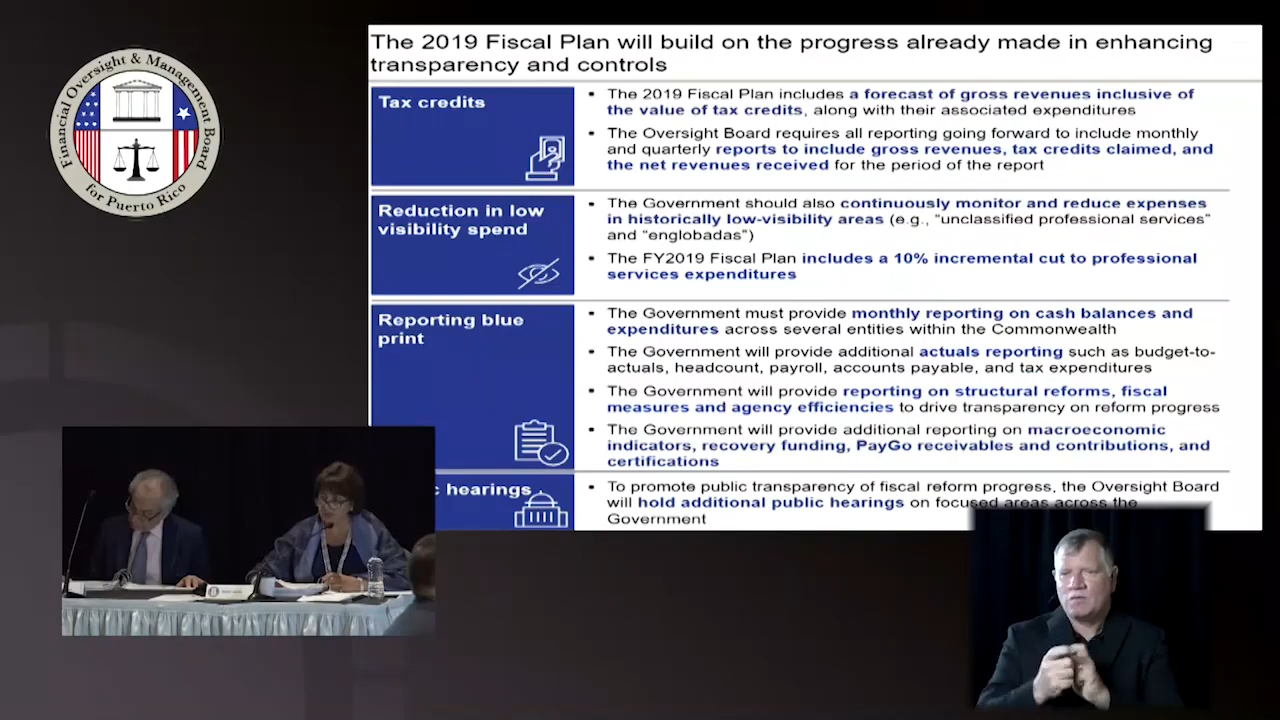 Financial Oversight & Management Board
for Puerto Rico
The 2019 Fiscal Plan will build on the progress already made in enhancing
transparency and controls
Tax credits
• The 2019 Fiscal Plan includes a forecast of gross revenues inclusive of
the value of tax credits, along with their associated expenditures
• The Oversight Board requires all reporting going forward to include monthly
and quarterly reports to include gross revenues, tax credits claimed, and
the net revenues received for the period of the report
Reduction in low
visibility spend
• The Government should also continuously monitor and reduce expenses
in historically low-visibility areas (e.g., “unclassified professional services”
and “englobadas”)
• The FY2019 Fiscal Plan includes a 10% incremental cut to professional
services expenditures
Reporting blue
print
• The Government must provide monthly reporting on cash balances and
expenditures across several entities within the Commonwealth
• The Government will provide additional actuals reporting such as budget-to-
actuals, headcount, payroll, accounts payable, and tax expenditures
• The Government will provide reporting on structural reforms, fiscal
measures and agency efficiencies to drive transparency on reform progress
• The Government will provide additional reporting on macroeconomic
indicators, recovery funding, PayGo receivables and contributions, and
certifications
c hearings
• To promote public transparency of fiscal reform progress, the Oversight Board
will hold additional public hearings on focused areas across the
Government